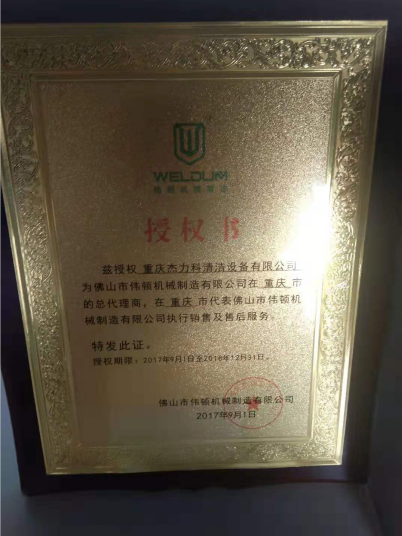 WELDUM
授权书
兹授权 重庆杰力科清洁设备有限公司
为佛山市伟顿机械制造有限公司在 重庆 市
的总代理商，在 重庆 市代表佛山市伟顿机
械制造有限公司执行销售及售后服务。
特发此证。
授权期限：2017年9月1日至2018年12月31日。
佛山市伟顿机械制造有限公司
2017年9月1日